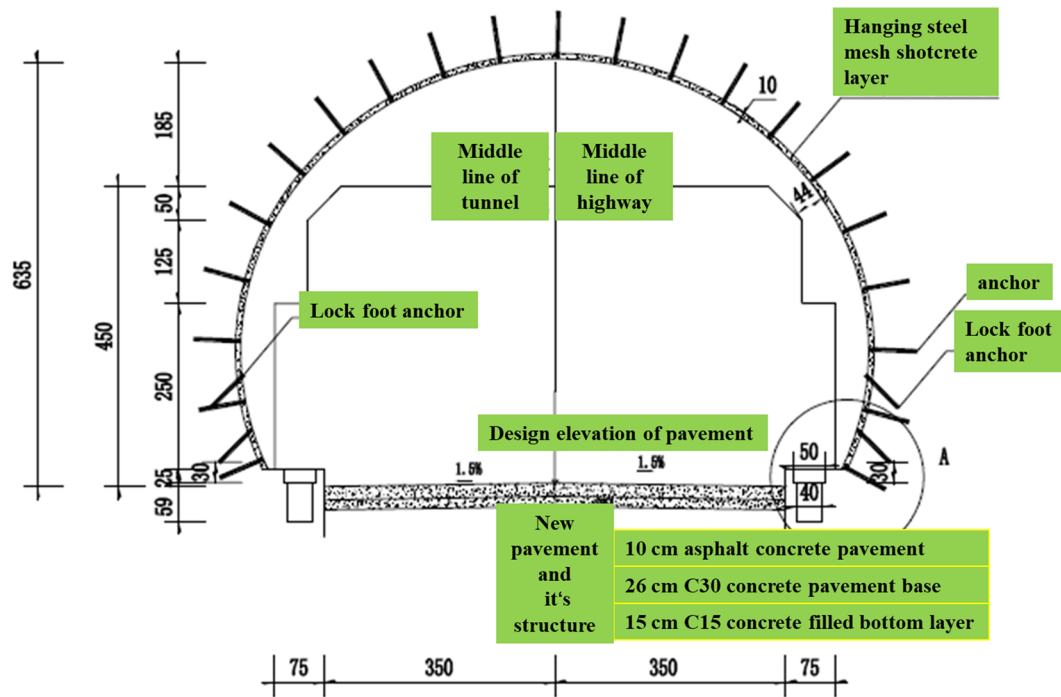 Hanging steel
mesh shotcrete
layer
10
635
185
Middle
line of
tunnel
Middle
line of
highway
50
44
125
450
Lock foot anchor
anchor
Lock foot
anchor
250
Design elevation of pavement
1.5%
1.5%
50
A
25
30
30
40
59
New
pavement
and
it's
structure
10 cm asphalt concrete pavement
26 cm C30 concrete pavement base
15 cm C15 concrete filled bottom layer
75
350
350
75